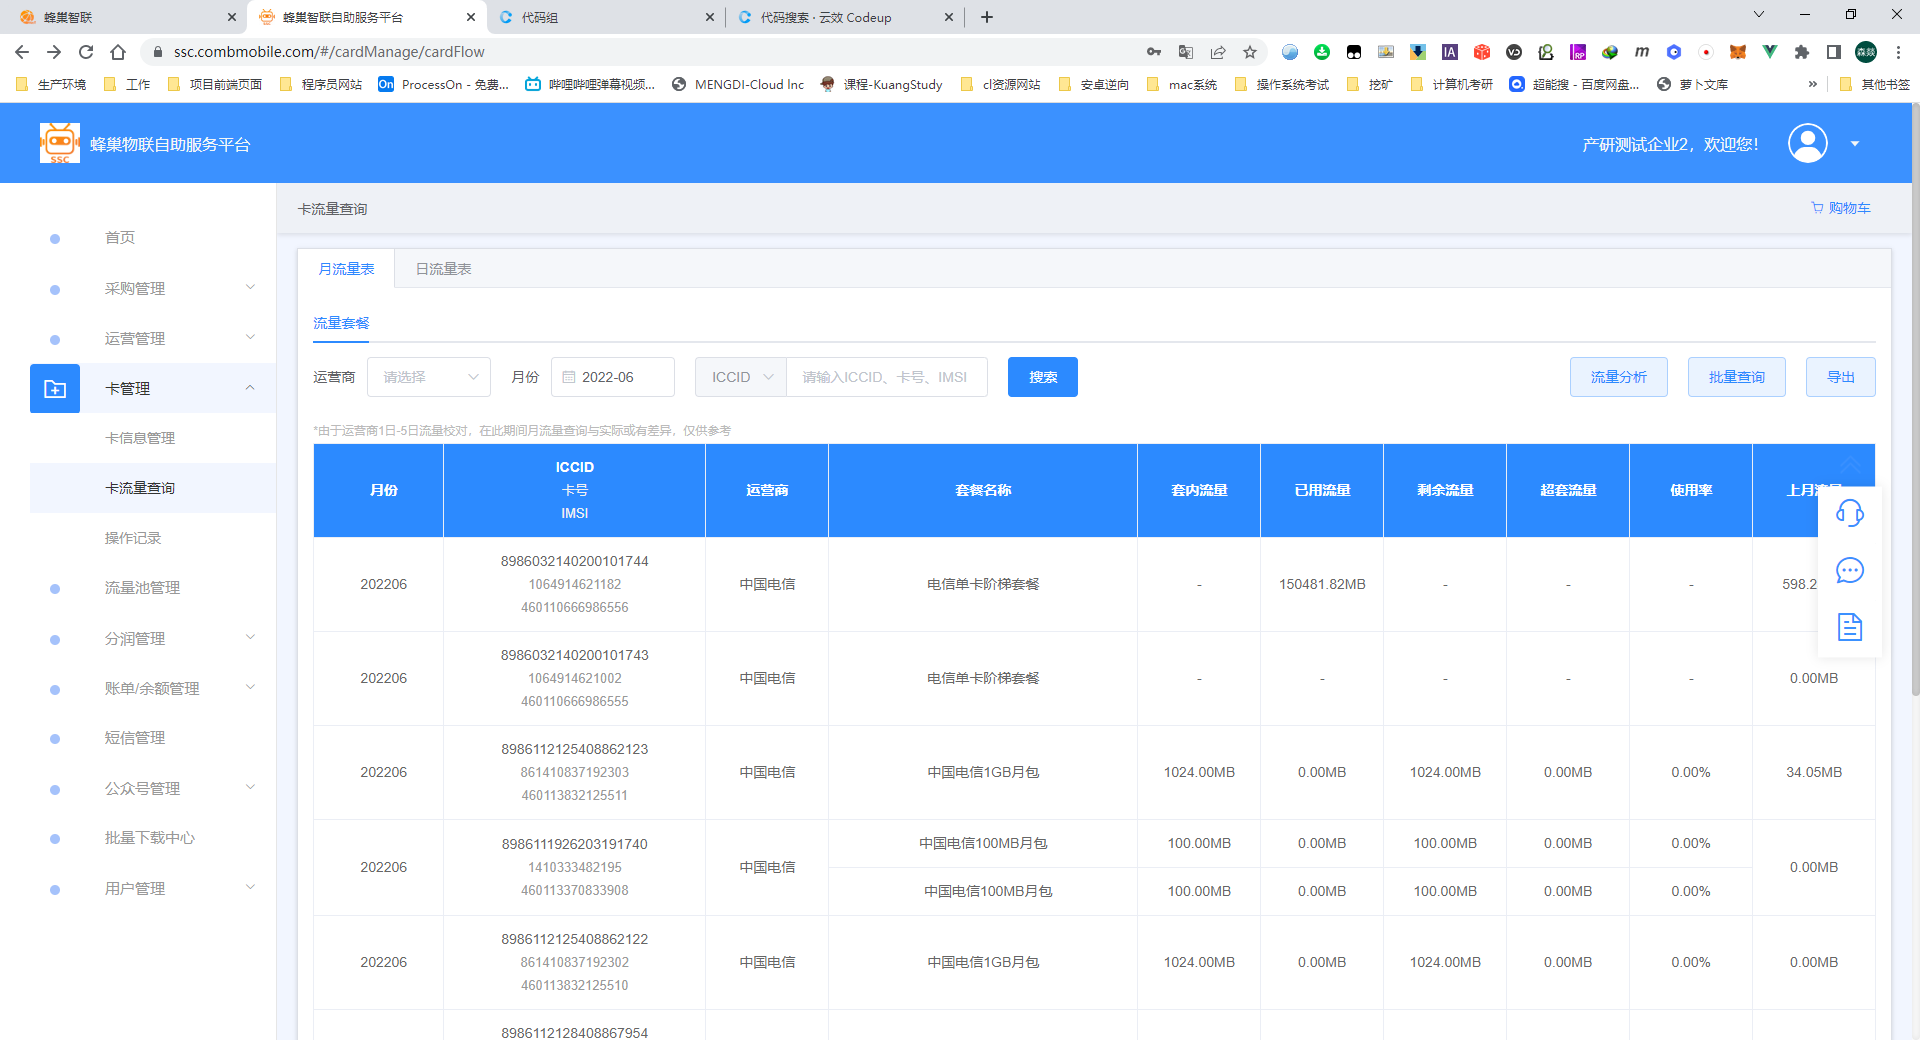 蜂巢智联
蜂巢智联自助服务平台
代码组
代码搜索 · 云效 Codeup
ssc.combmobile.com/#/cardManage/cardFlow
生产环境
工作
项目前端页面
程序员网站
ProcessOn - 免费...
哔哩哔哩弹幕视频...
MENGDI-Cloud lnc
课程-KuangStudy
cl资源网站
安卓逆向
mac系统
操作系统考试
挖矿
计算机考研
超能搜 - 百度网盘...
萝卜文库
»
其他书签
SSC
蜂巢物联自助服务平台
产研测试企业2，欢迎您！
首页
采购管理
运营管理
卡管理
卡信息管理
卡流量查询
操作记录
流量池管理
分润管理
账单/余额管理
短信管理
公众号管理
批量下载中心
用户管理
卡流量查询
购物车
月流量表
日流量表
流量套餐
运营商
请选择
月份
2022-06
ICCID
请输入ICCID、卡号、IMSI
搜索
流量分析
批量查询
导出
*由于运营商1日-5日流量校对，在此期间月流量查询与实际或有差异，仅供参考
月份
ICCID
卡号
IMSI
运营商
套餐名称
套内流量
已用流量
剩余流量
超套流量
使用率
上月流量
202206
8986032140200101744
1064914621182
460110666986556
中国电信
电信单卡阶梯套餐
-
150481.82MB
-
-
-
598.2
202206
8986032140200101743
1064914621002
460110666986555
中国电信
电信单卡阶梯套餐
-
-
-
-
-
0.00MB
202206
8986112125408862123
861410837192303
460113832125511
中国电信
中国电信1GB月包
1024.00MB
0.00MB
1024.00MB
0.00MB
0.00%
34.05MB
202206
8986111926203191740
1410333482195
460113370833908
中国电信
中国电信100MB月包
100.00MB
0.00MB
100.00MB
0.00MB
0.00%
中国电信100MB月包
100.00MB
0.00MB
100.00MB
0.00MB
0.00%
0.00MB
202206
8986112125408862122
861410837192302
460113832125510
中国电信
中国电信1GB月包
1024.00MB
0.00MB
1024.00MB
0.00MB
0.00%
0.00MB
8986112128408867954